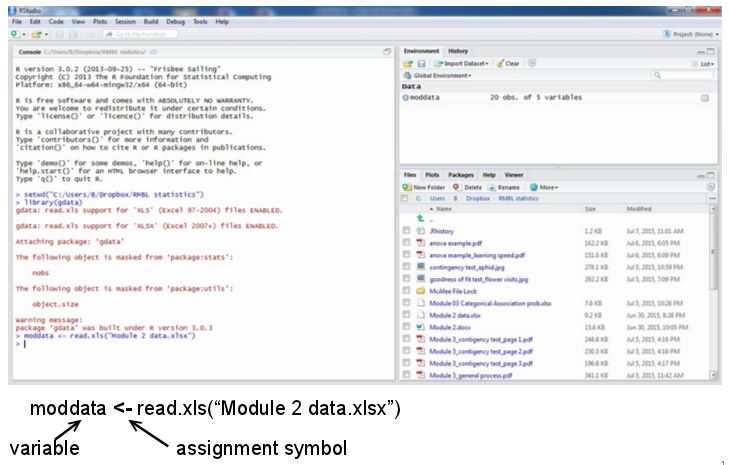 RStudio
File Edit Code View Plots Session Build Debug Tools Help
Go to file/function
Project: (None)
Console C:/Users/B/Dropbox/RMBL statistics/
R version 3.0.2 (2013-09-25) -- "Frisbee Sailing"
Copyright (C) 2013 The R Foundation for Statistical Computing
Platform: x86_64-w64-mingw32/x64 (64-bit)
R is free software and comes with ABSOLUTELY NO WARRANTY.
You are welcome to redistribute it under certain conditions.
Type 'license()' or 'licence()' for distribution details.
R is a collaborative project with many contributors.
Type 'contributors()' for more information and
'citation()' on how to cite R or R packages in publications.
Type 'demo()' for some demos, 'help()' for on-line help, or
'help.start()' for an HTML browser interface to help.
Type 'q()' to quit R.
> setwd("C:/Users/B/Dropbox/RMBL statistics")
> library(gdata)
gdata: read.xls support for 'XLS' (Excel 97-2004) files ENABLED.
gdata: read.xls support for 'XLSX' (Excel 2007+) files ENABLED.
Attaching package: 'gdata'
The following object is masked from 'package:stats':
nobs
The following object is masked from 'package:utils':
object.size
Warning message:
package 'gdata' was built under R version 3.0.3
> moddata <- read.xls("Module 2 data.xlsx")
>
Environment History
Import Dataset Clear List
Global Environment
Data
moddata 20 obs. of 5 variables
Files Plots Packages Help Viewer
New Folder Delete Rename More
C: Users B Dropbox RMBL statistics
Name Size Modified
..
.Rhistory 1.2 KB Jul 7, 2015, 11:01 AM
anova example.pdf 162.2 KB Jul 6, 2015, 6:05 PM
anova example_learning speed.pdf 151.6 KB Jul 6, 2015, 6:09 PM
contingency test_aphid.jpg 278.1 KB Jul 5, 2015, 10:59 PM
goodness of fit test_flower visits.jpg 292.2 KB Jul 5, 2015, 7:09 PM
McAfee File Lock
Module 03 Categorical Association prob.xlsx 7.6 KB Jul 5, 2015, 10:26 PM
Module 2 data.xlsx 9.2 KB Jun 30, 2015, 8:26 PM
Module 2.docx 15.6 KB Jun 30, 2015, 10:05 PM
Module 3_contigency test_page 1.pdf 248.8 KB Jul 5, 2015, 4:16 PM
Module 3_contigency test_page 2.pdf 230.5 KB Jul 5, 2015, 4:16 PM
Module 3_contigency test_page 3.pdf 196.8 KB Jul 5, 2015, 4:17 PM
Module 3_general process.pdf 341.2 KB Jul 5, 2015, 11:42 AM
moddata <- read.xls(“Module 2 data.xlsx”)
variable assignment symbol